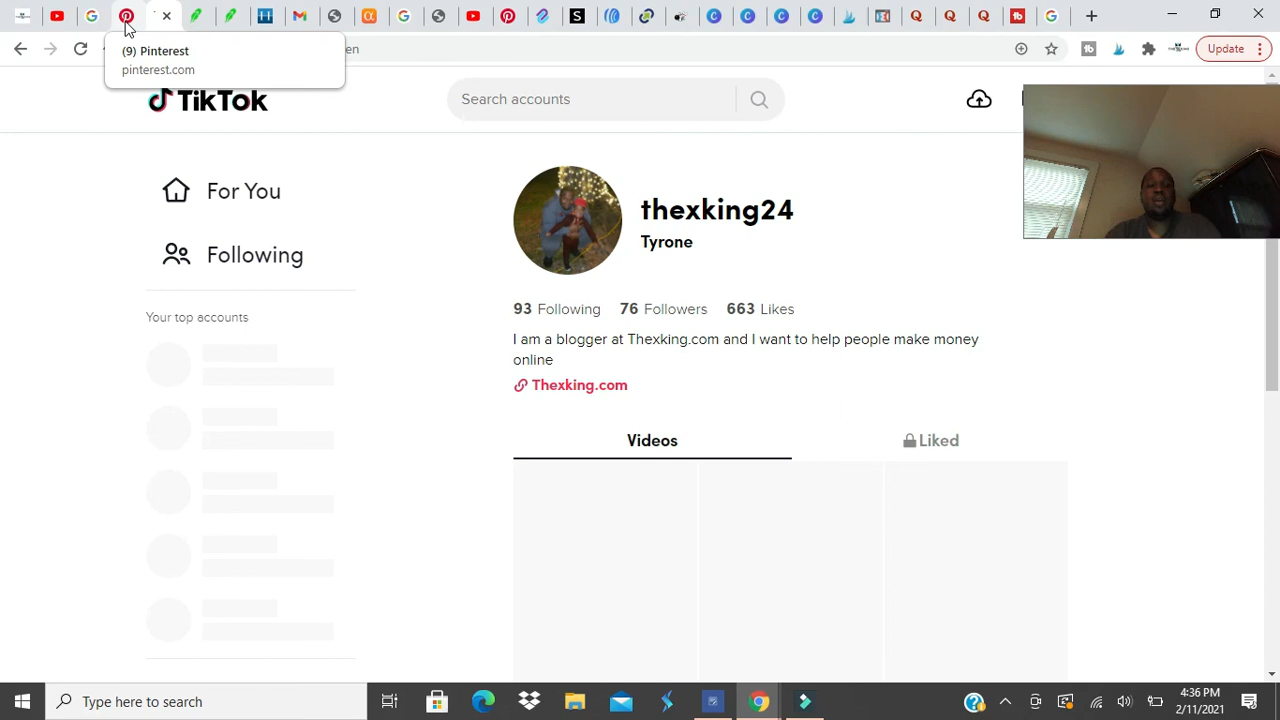 en
Update
(9) Pinterest
pinterest.com
TikTok
Search accounts
For You
Following
Your top accounts
thexking24
Tyrone
93 Following 76 Followers 663 Likes
I am a blogger at Thexking.com and I want to help people make money
online
Thexking.com
Videos
Liked
Type here to search
4:36 PM
2/11/2021